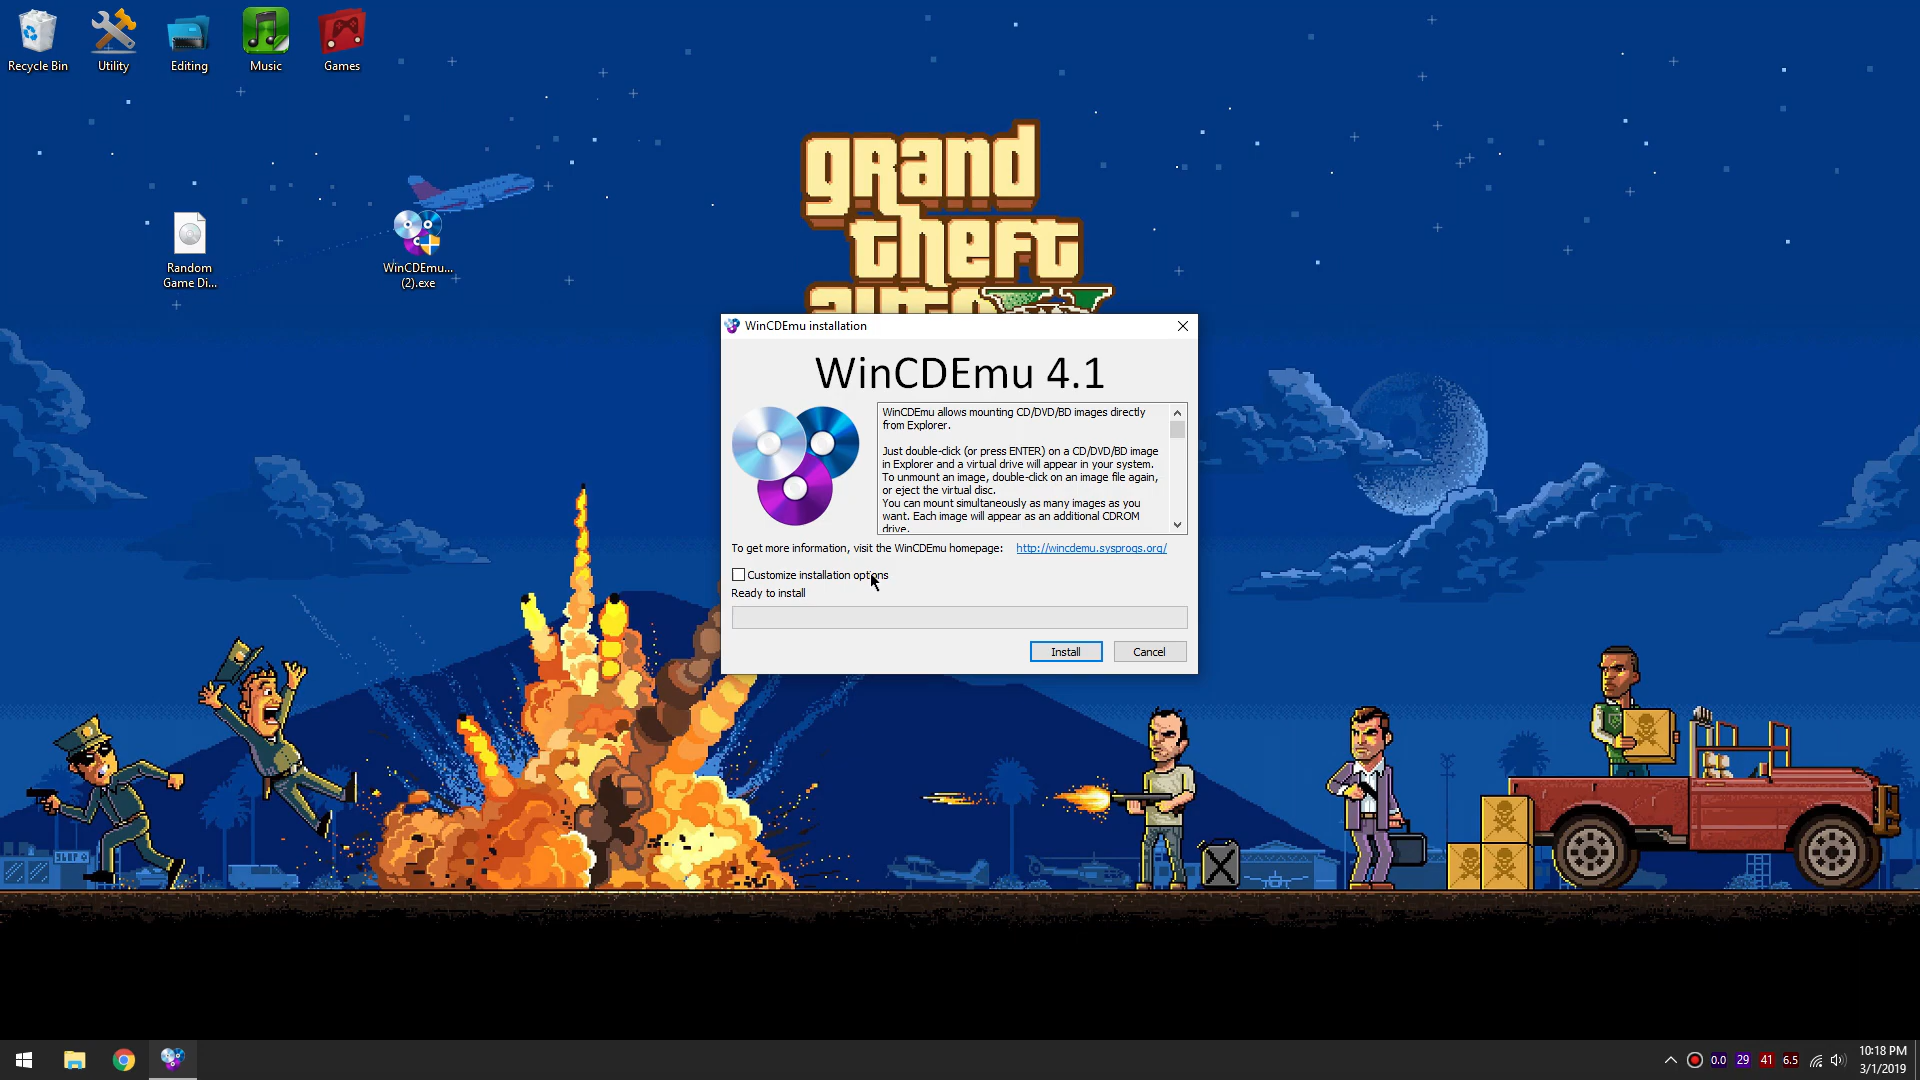 Recycle Bin
Utility
Editing
Music
Games
Random
Game Di...
WinCDEmu...
(2).exe
grand
theft
auto V
WinCDEmu installation
WinCDEmu 4.1
WinCDEmu allows mounting CD/DVD/BD images directly
from Explorer.
Just double-click (or press ENTER) on a CD/DVD/BD image
in Explorer and a virtual drive will appear in your system.
To unmount an image, double-click on an image file again,
or eject the virtual disc.
You can mount simultaneously as many images as you
want. Each image will appear as an additional CDROM
drive.
To get more information, visit the WinCDEmu homepage:
http://wincdemu.sysprogs.org/
Customize installation options
Ready to install
Install
Cancel
0.0
29
41
6.5
10:18 PM
3/1/2019